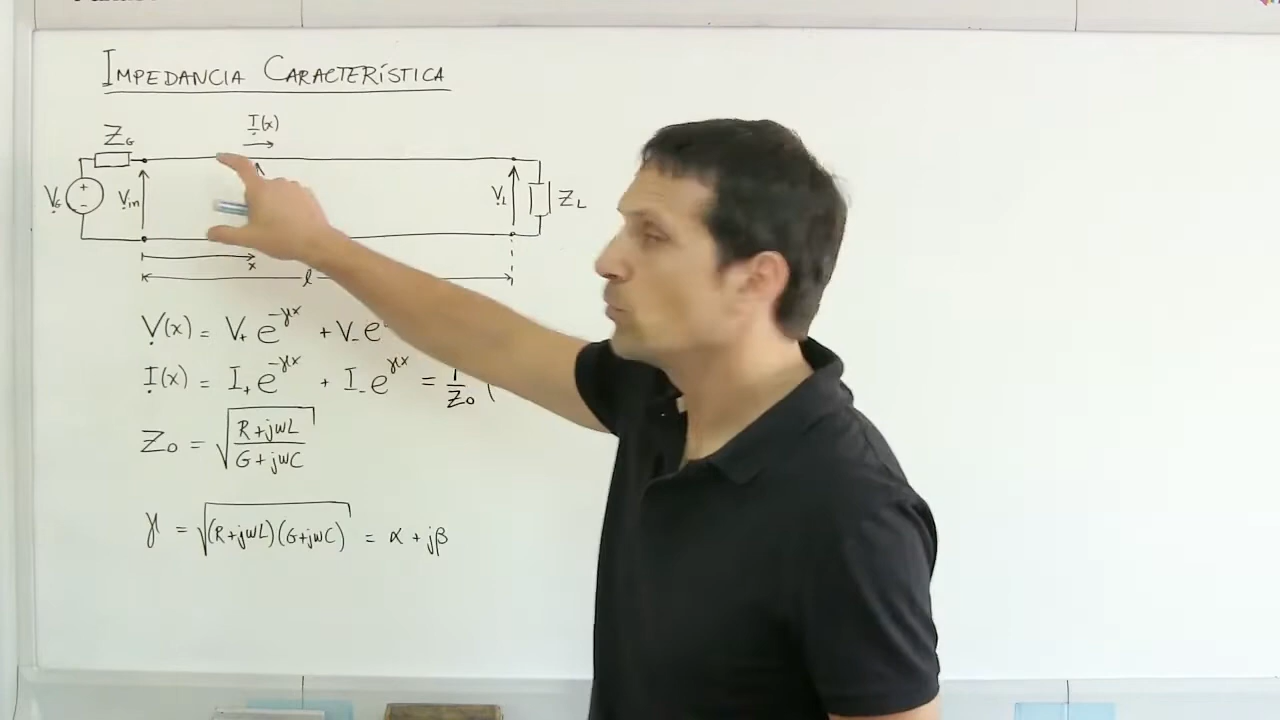 IMPEDANCIA CARACTERÍSTICA
I(x)
Z_G
V_G + - V_in V_L Z_L
x
l
V(x) = V₊ e^{-γx} + V₋ e
I(x) = I₊ e^{-γx} + I₋ e^{γx} = 1/Z₀ (
Z₀ = √((R+jωL)/(G+jωC))
γ = √((R+jωL)(G+jωC)) = α + jβ